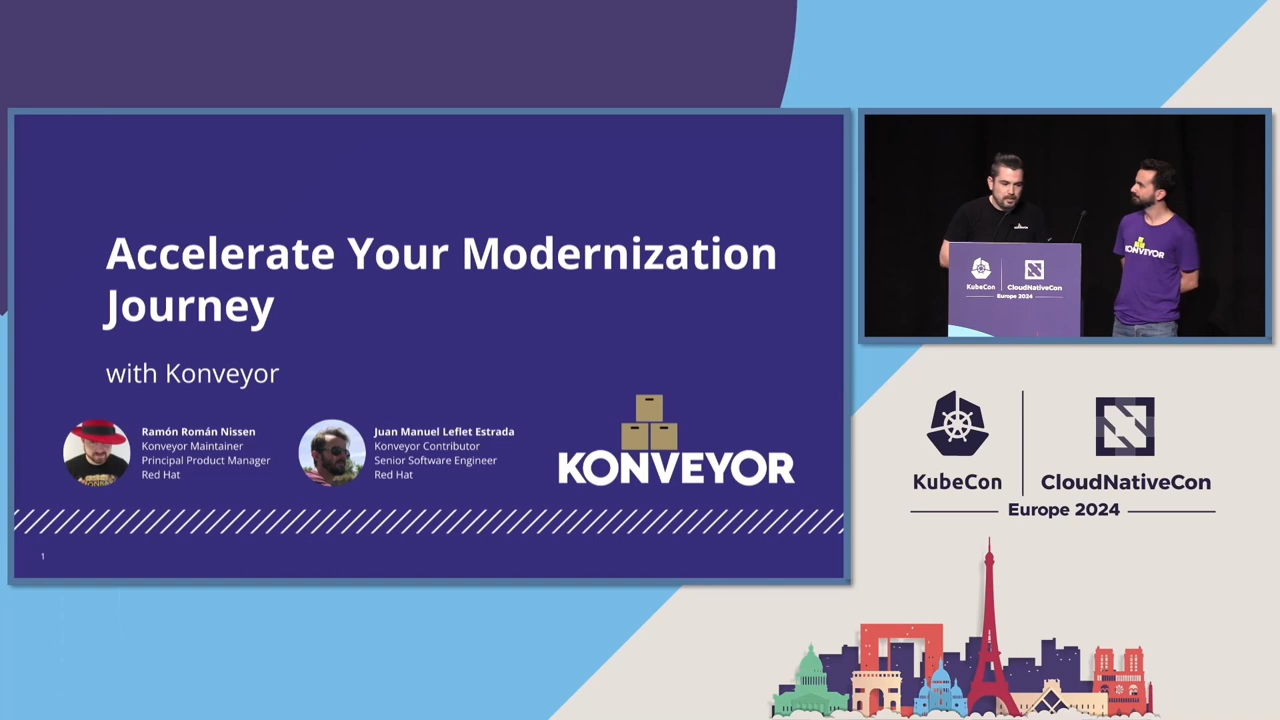 Accelerate Your Modernization
Journey
with Konveyor
Ramón Román Nissen
Konveyor Maintainer
Principal Product Manager
Red Hat
Juan Manuel Leflet Estrada
Konveyor Contributor
Senior Software Engineer
Red Hat
KONVEYOR
1
KONVEYOR
KubeCon
CloudNativeCon
Europe 2024
KubeCon
CloudNativeCon
Europe 2024